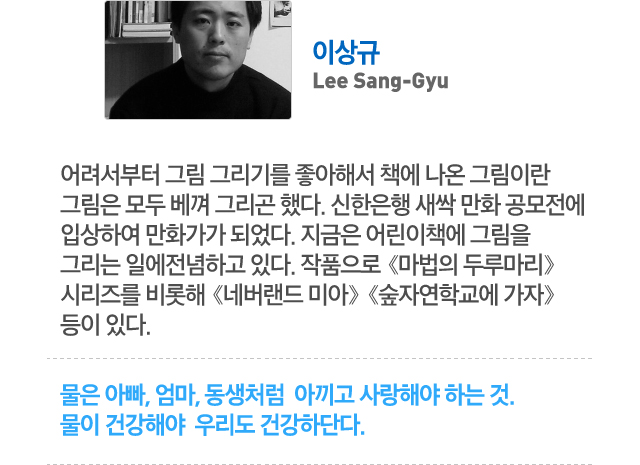 이상규
Lee Sang-Gyu
어려서부터 그림 그리기를 좋아해서 책에 나온 그림이란
그림은 모두 베껴 그리곤 했다. 신한은행 새싹 만화 공모전에
입상하여 만화가가 되었다. 지금은 어린이책에 그림을
그리는 일에전념하고 있다. 작품으로 《마법의 두루마리》
시리즈를 비롯해 《네버랜드 미아》 《숲자연학교에 가자》
등이 있다.
물은 아빠, 엄마, 동생처럼  아끼고 사랑해야 하는 것.
물이 건강해야  우리도 건강하단다.